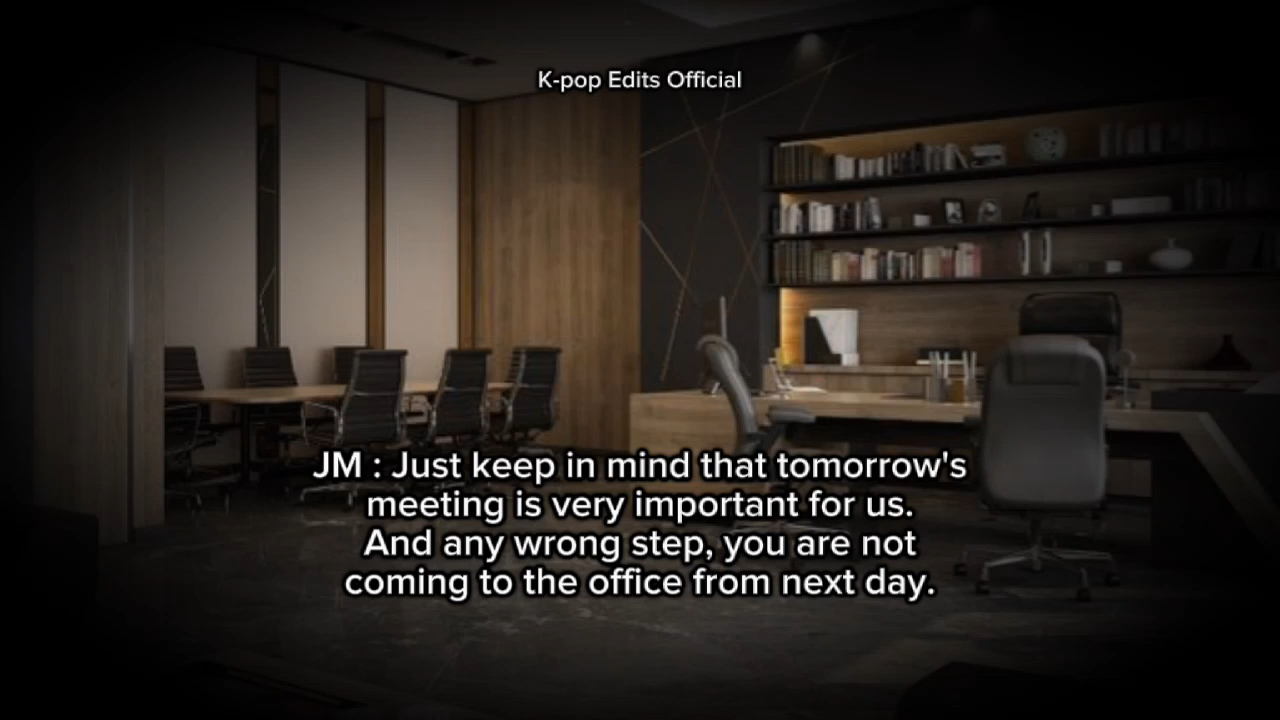 K-pop Edits Official
JM : Just keep in mind that tomorrow's
meeting is very important for us.
And any wrong step, you are not
coming to the office from next day.